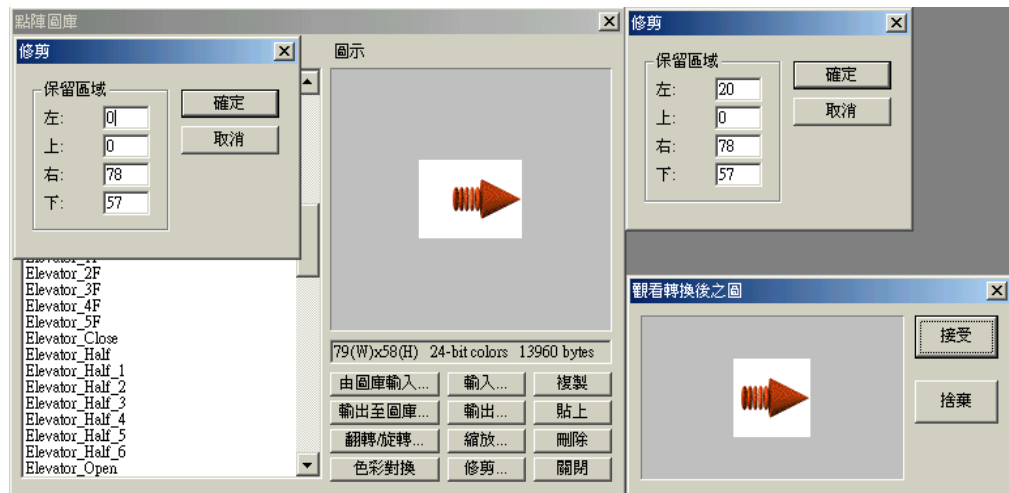 點陣圖庫
修剪
保留區域
左: 0
上: 0
右: 78
下: 57
確定
取消
圖示
Elevator_2F
Elevator_3F
Elevator_4F
Elevator_5F
Elevator_Close
Elevator_Half
Elevator_Half_1
Elevator_Half_2
Elevator_Half_3
Elevator_Half_4
Elevator_Half_5
Elevator_Half_6
Elevator_Open
79(W)x58(H) 24-bit colors 13960 bytes
由圖庫輸入... 輸入... 複製
輸出至圖庫... 輸出... 貼上
翻轉/旋轉... 縮放... 刪除
色彩對換 修剪... 關閉
修剪
保留區域
左: 20
上: 0
右: 78
下: 57
確定
取消
觀看轉換後之圖
接受
捨棄